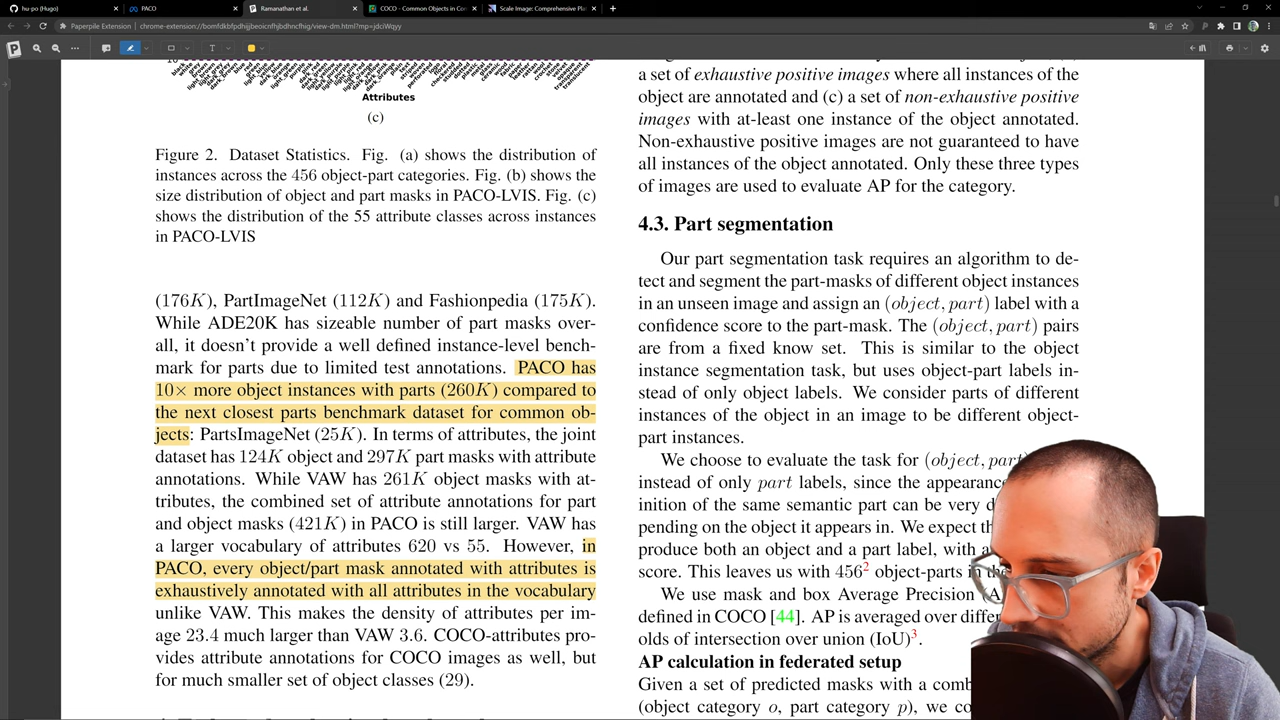 hu-po (Hugo)
PACO
Ramanathan et al.
COCO - Common Objects in Con
Scale Image: Comprehensive Pla
Paperpile Extension
chrome-extension://bomfdkbfpdhijjbeoicnfhjbdhncfhig/view-dm.html?mp=jdciWqyy
Attributes
(c)
Figure 2. Dataset Statistics. Fig. (a) shows the distribution of
instances across the 456 object-part categories. Fig. (b) shows the
size distribution of object and part masks in PACO-LVIS. Fig. (c)
shows the distribution of the 55 attribute classes across instances
in PACO-LVIS
(176K), PartImageNet (112K) and Fashionpedia (175K).
While ADE20K has sizeable number of part masks over-
all, it doesn't provide a well defined instance-level bench-
mark for parts due to limited test annotations. PACO has
10× more object instances with parts (260K) compared to
the next closest parts benchmark dataset for common ob-
jects: PartsImageNet (25K). In terms of attributes, the joint
dataset has 124K object and 297K part masks with attribute
annotations. While VAW has 261K object masks with at-
tributes, the combined set of attribute annotations for part
and object masks (421K) in PACO is still larger. VAW has
a larger vocabulary of attributes 620 vs 55. However, in
PACO, every object/part mask annotated with attributes is
exhaustively annotated with all attributes in the vocabulary
unlike VAW. This makes the density of attributes per im-
age 23.4 much larger than VAW 3.6. COCO-attributes pro-
vides attribute annotations for COCO images as well, but
for much smaller set of object classes (29).
a set of exhaustive positive images where all instances of the
object are annotated and (c) a set of non-exhaustive positive
images with at-least one instance of the object annotated.
Non-exhaustive positive images are not guaranteed to have
all instances of the object annotated. Only these three types
of images are used to evaluate AP for the category.
4.3. Part segmentation
Our part segmentation task requires an algorithm to de-
tect and segment the part-masks of different object instances
in an unseen image and assign an (object, part) label with a
confidence score to the part-mask. The (object, part) pairs
are from a fixed know set. This is similar to the object
instance segmentation task, but uses object-part labels in-
stead of only object labels. We consider parts of different
instances of the object in an image to be different object-
part instances.
We choose to evaluate the task for (object, part)
instead of only part labels, since the appearance
inition of the same semantic part can be very d
pending on the object it appears in. We expect th
produce both an object and a part label, with a
score. This leaves us with 456² object-parts in the
We use mask and box Average Precision (A
defined in COCO [44]. AP is averaged over differ
olds of intersection over union (IoU)³.
AP calculation in federated setup
Given a set of predicted masks with a comb
(object category o, part category p), we co